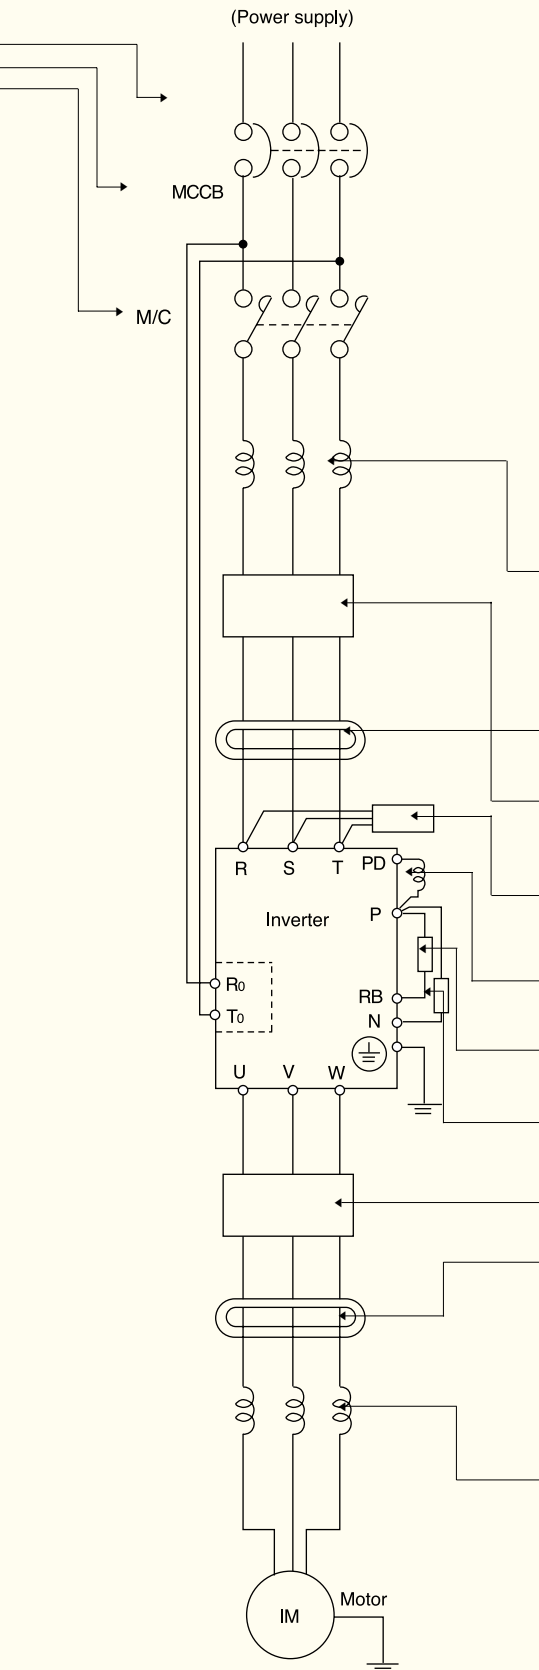 (Power supply)
MCCB
M/C
R S T PD
P
Inverter
R0
RB
T0
N
U V W
Motor
IM